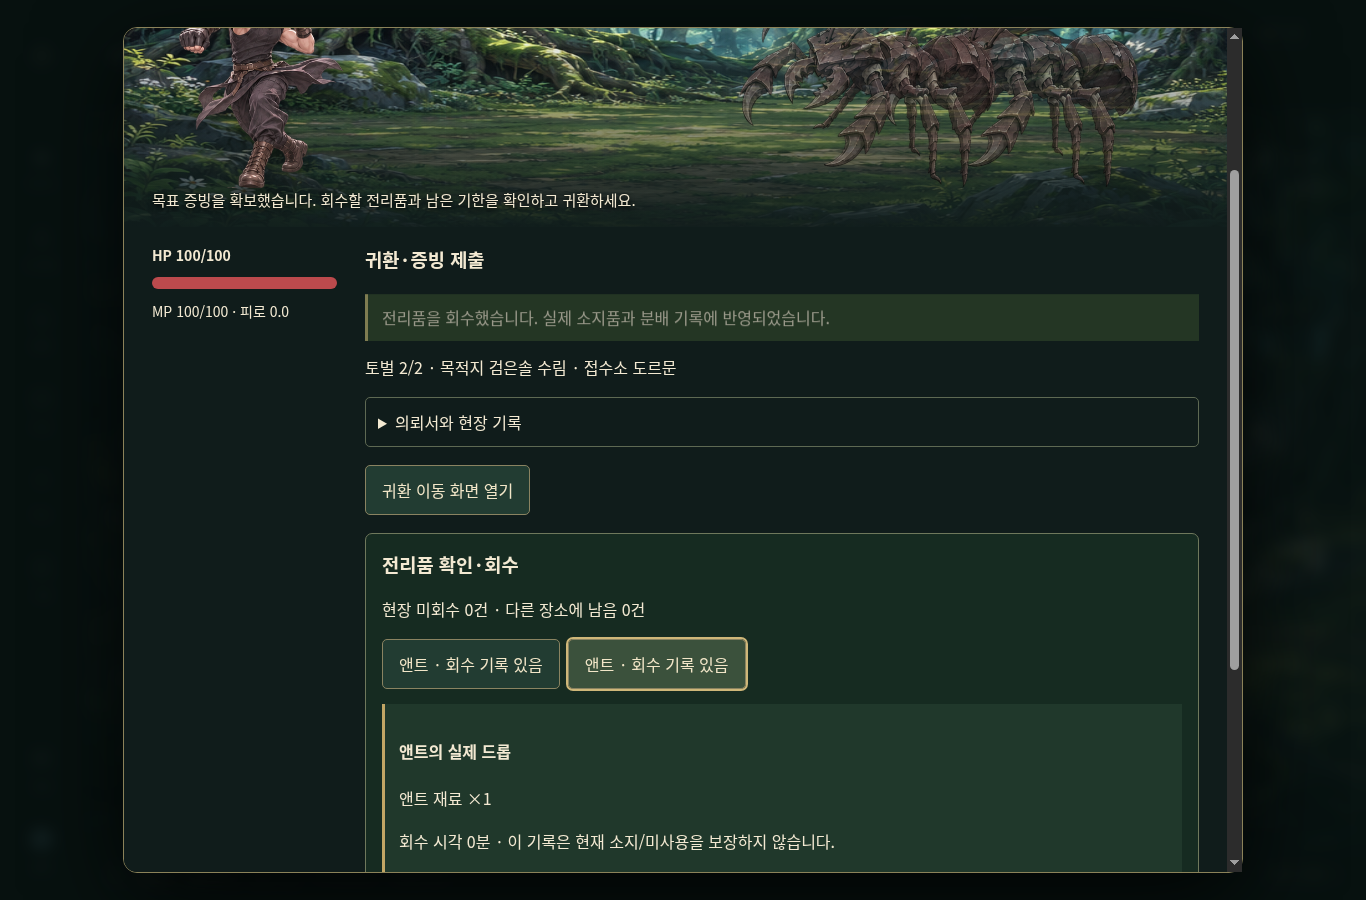 목표 증빙을 확보했습니다. 회수할 전리품과 남은 기한을 확인하고 귀환하세요.
HP 100/100
MP 100/100 · 피로 0.0
귀환·증빙 제출
전리품을 회수했습니다. 실제 소지품과 분배 기록에 반영되었습니다.
토벌 2/2 · 목적지 검은솔 수림 · 접수소 도르문
▶ 의뢰서와 현장 기록
귀환 이동 화면 열기
전리품 확인·회수
현장 미회수 0건 · 다른 장소에 남음 0건
앤트 · 회수 기록 있음
앤트 · 회수 기록 있음
앤트의 실제 드롭
앤트 재료 ×1
회수 시각 0분 · 이 기록은 현재 소지/미사용을 보장하지 않습니다.